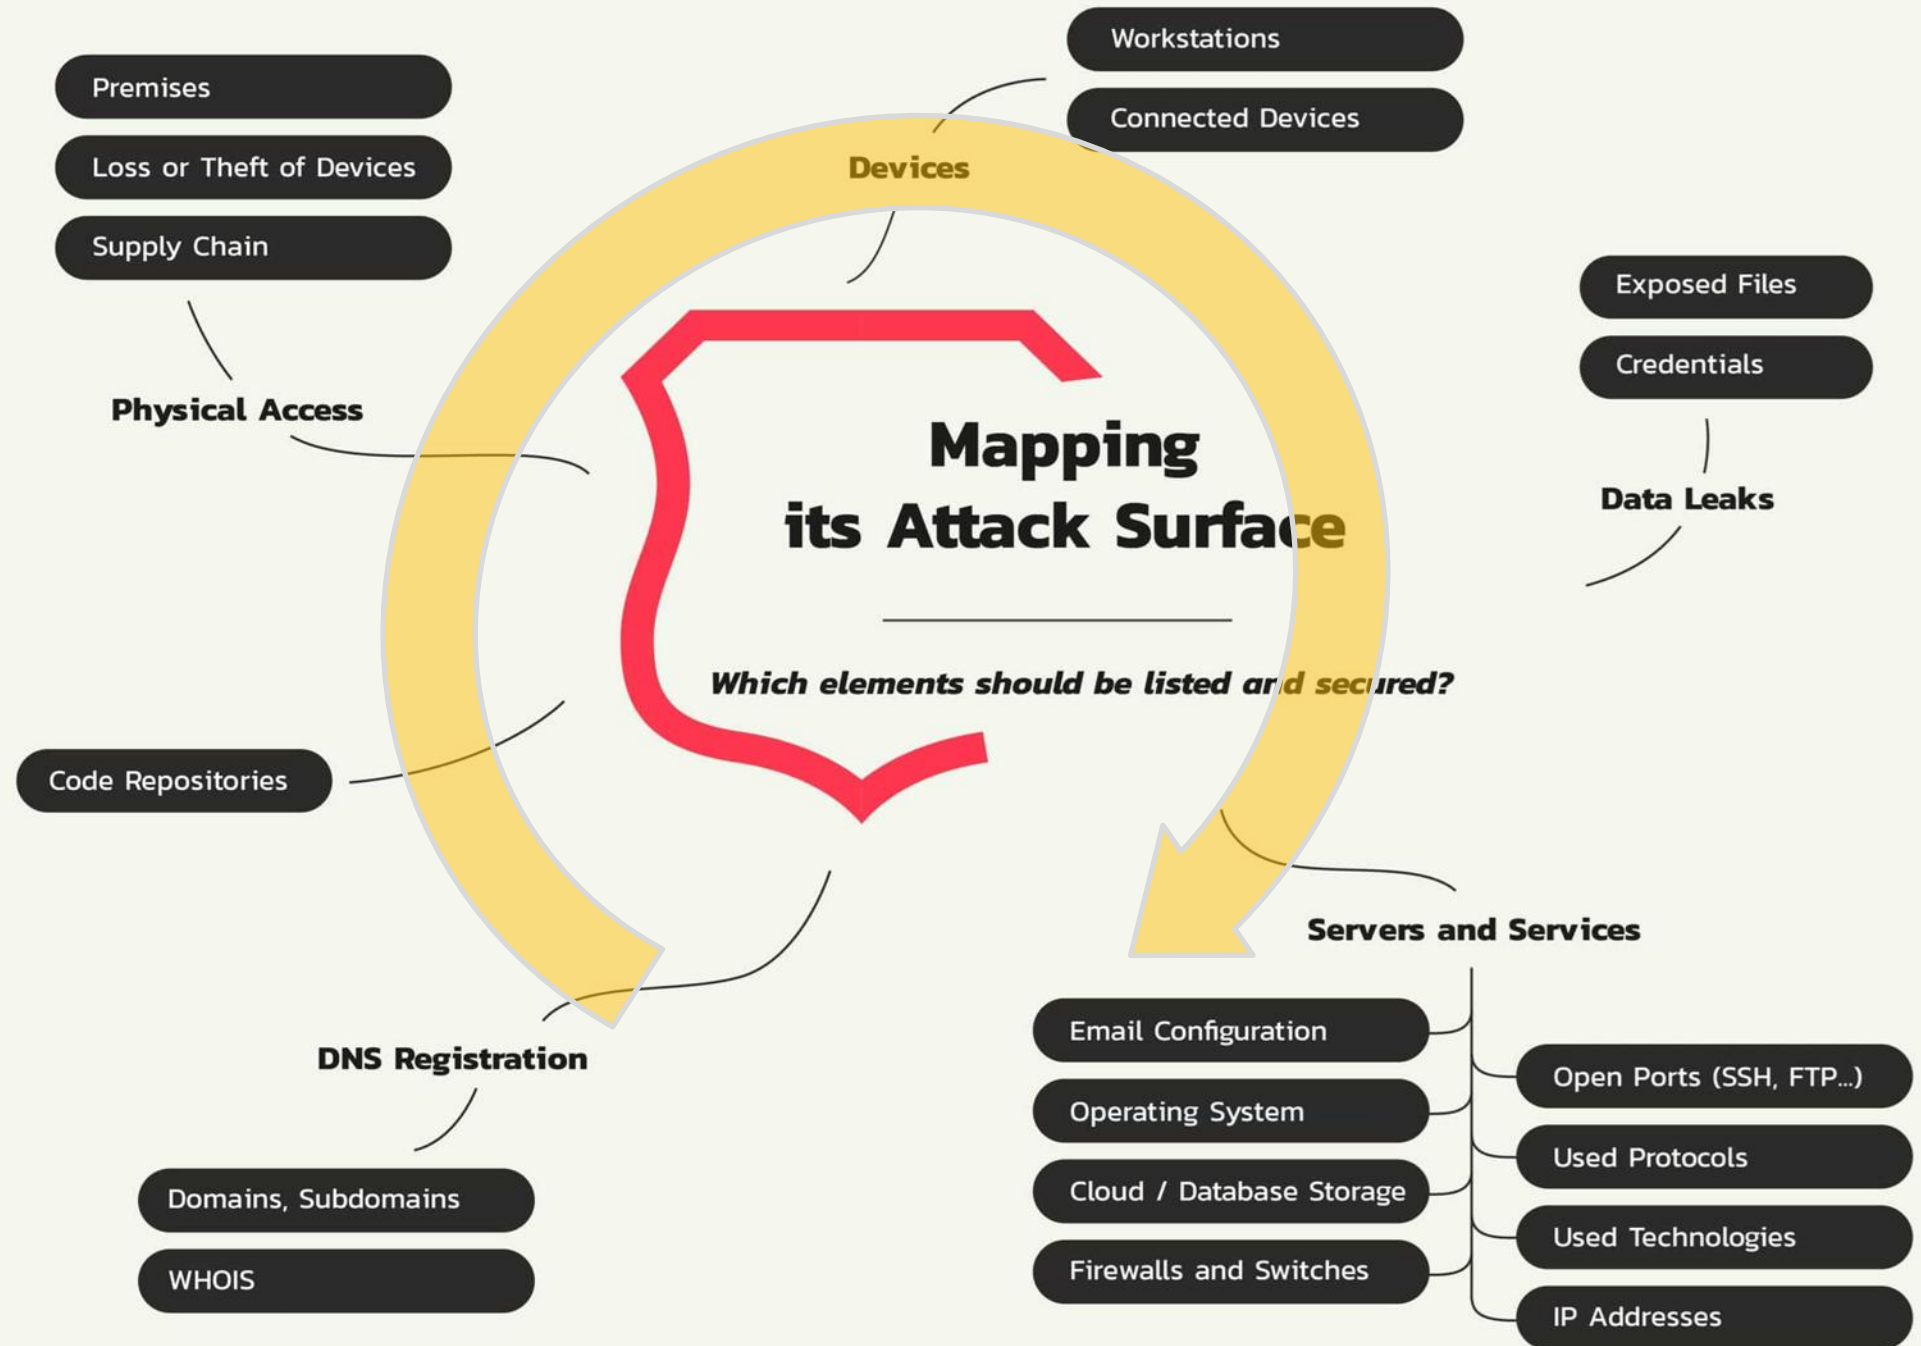 Workstations
Connected Devices
Devices
Premises
Loss or Theft of Devices
Supply Chain
Physical Access
Exposed Files
Credentials
Data Leaks
Mapping
its Attack Surface
Which elements should be listed and secured?
Code Repositories
DNS Registration
Domains, Subdomains
WHOIS
Servers and Services
Email Configuration
Operating System
Cloud / Database Storage
Firewalls and Switches
Open Ports (SSH, FTP...)
Used Protocols
Used Technologies
IP Addresses